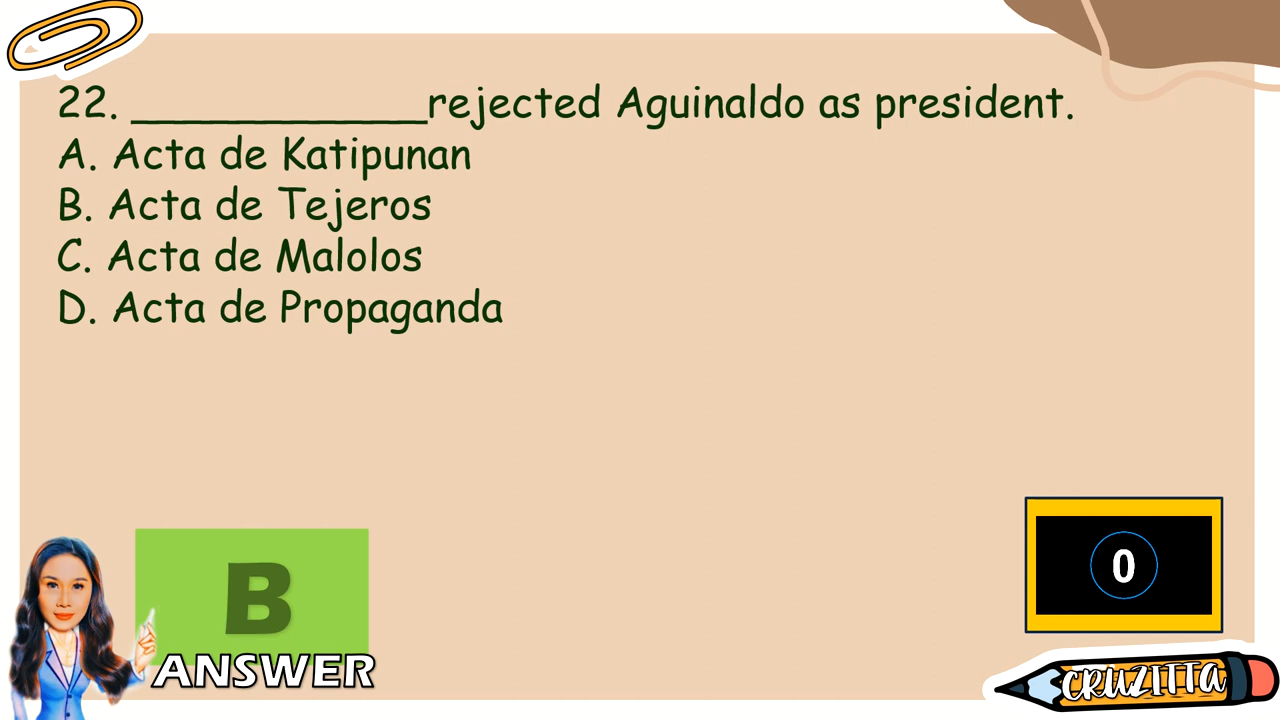 22. ____________rejected Aguinaldo as president.
A. Acta de Katipunan
B. Acta de Tejeros
C. Acta de Malolos
D. Acta de Propaganda
B
ANSWER
0
CRUZITTA